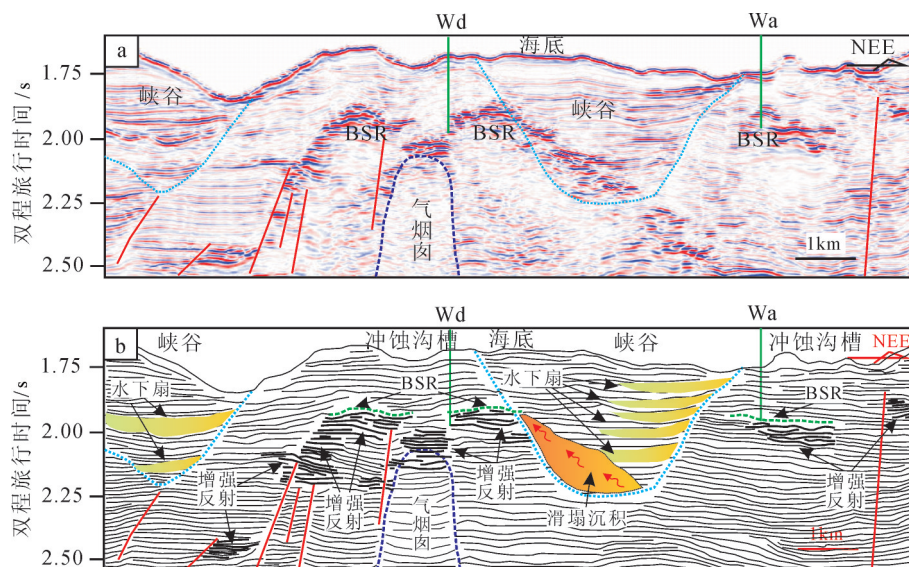 Wd
Wa
a
海底
NEE
1.75
峡谷
峡谷
2.00
BSR
BSR
BSR
2.25
气烟囱
1km
2.50
双程旅行时间/s
Wd
Wa
b
峡谷
冲蚀沟槽
海底
峡谷
冲蚀沟槽
NEE
1.75
水下扇
BSR
水下扇
BSR
2.00
增强
反射
增强
反射
增强
反射
增强
反射
增强
反射
2.25
气烟囱
滑塌沉积
1km
2.50
双程旅行时间/s